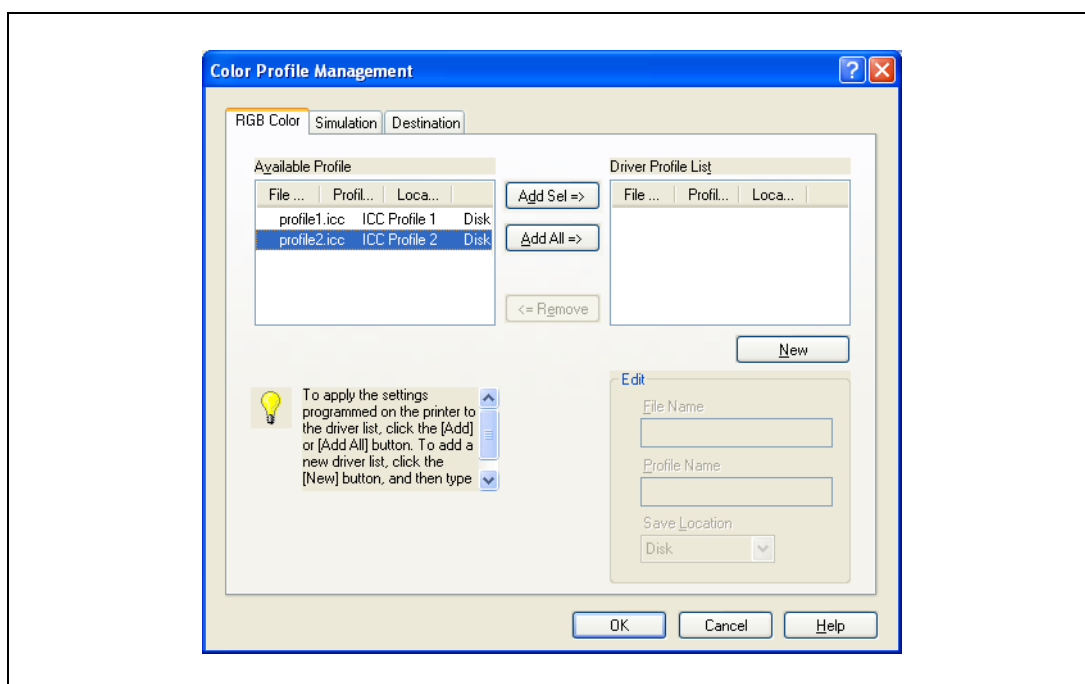 Color Profile Management
RGB Color Simulation Destination
Available Profile
File ... Profil... Loca...
profile1.icc ICC Profile 1 Disk
profile2.icc ICC Profile 2 Disk
Add Sel =>
Add All =>
<= Remove
Driver Profile List
File ... Profil... Loca...
New
To apply the settings
programmed on the printer to
the driver list, click the [Add]
or [Add All] button. To add a
new driver list, click the
[New] button, and then type
Edit
File Name
Profile Name
Save Location
Disk
OK Cancel Help